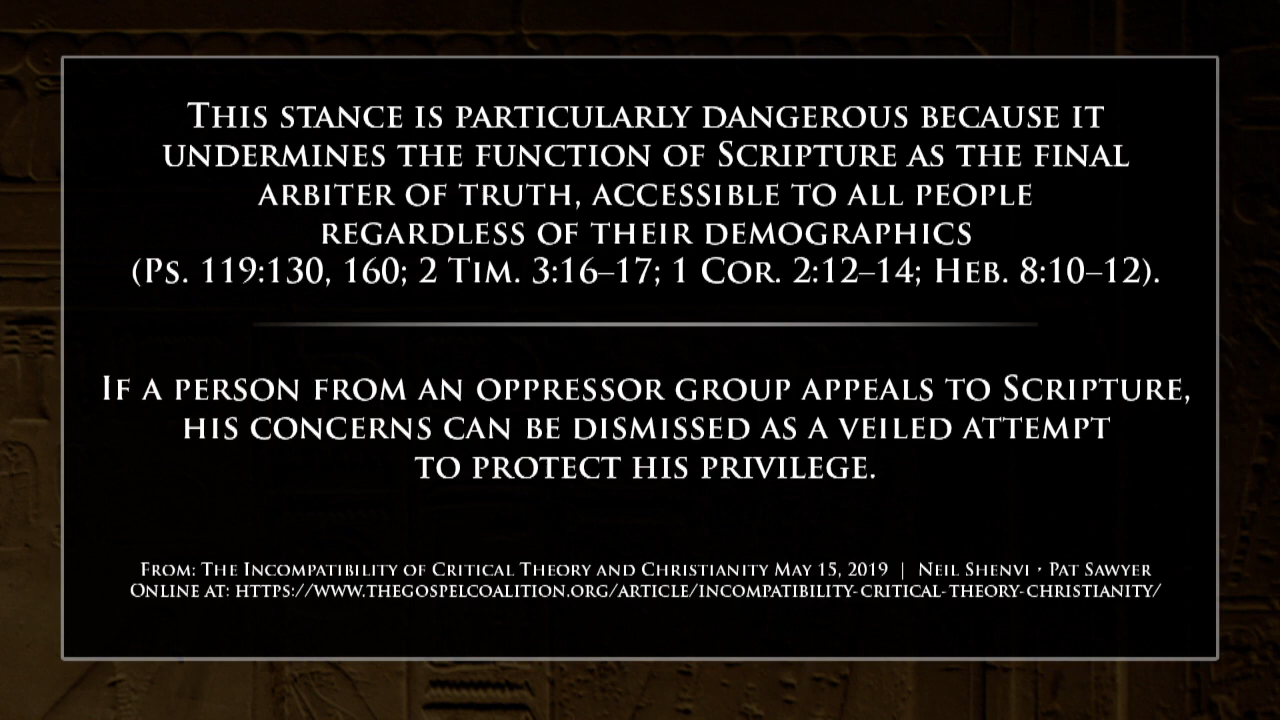 This stance is particularly dangerous because it
undermines the function of Scripture as the final
arbiter of truth, accessible to all people
regardless of their demographics
(Ps. 119:130, 160; 2 Tim. 3:16–17; 1 Cor. 2:12–14; Heb. 8:10–12).
If a person from an oppressor group appeals to Scripture,
his concerns can be dismissed as a veiled attempt
to protect his privilege.
From: The Incompatibility of Critical Theory and Christianity May 15, 2019 | Neil Shenvi • Pat Sawyer
Online at: https://www.thegospelcoalition.org/article/incompatibility-critical-theory-christianity/